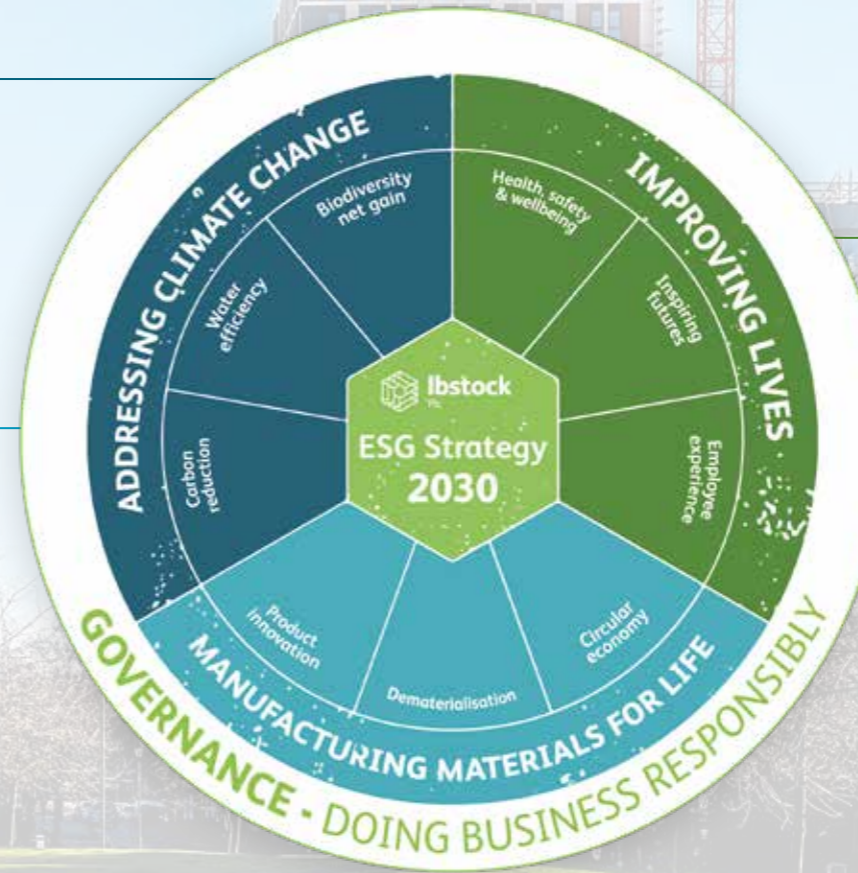 ADDRESSING CLIMATE CHANGE
Biodiversity
net gain
Water
efficiency
Carbon
reduction
IMPROVING LIVES
Health, safety
& wellbeing
Inspiring
futures
Employee
experience
Ibstock
Plc
ESG Strategy
2030
Product
innovation
Dematerialisation
Circular
economy
MANUFACTURING MATERIALS FOR LIFE
GOVERNANCE - DOING BUSINESS RESPONSIBLY